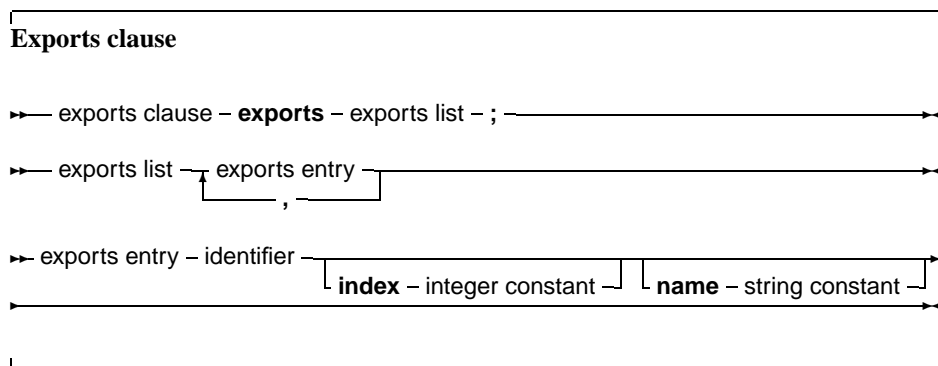 Exports clause
exports clause – exports – exports list – ;
exports list – exports entry
,
exports entry – identifier
index – integer constant – name – string constant –